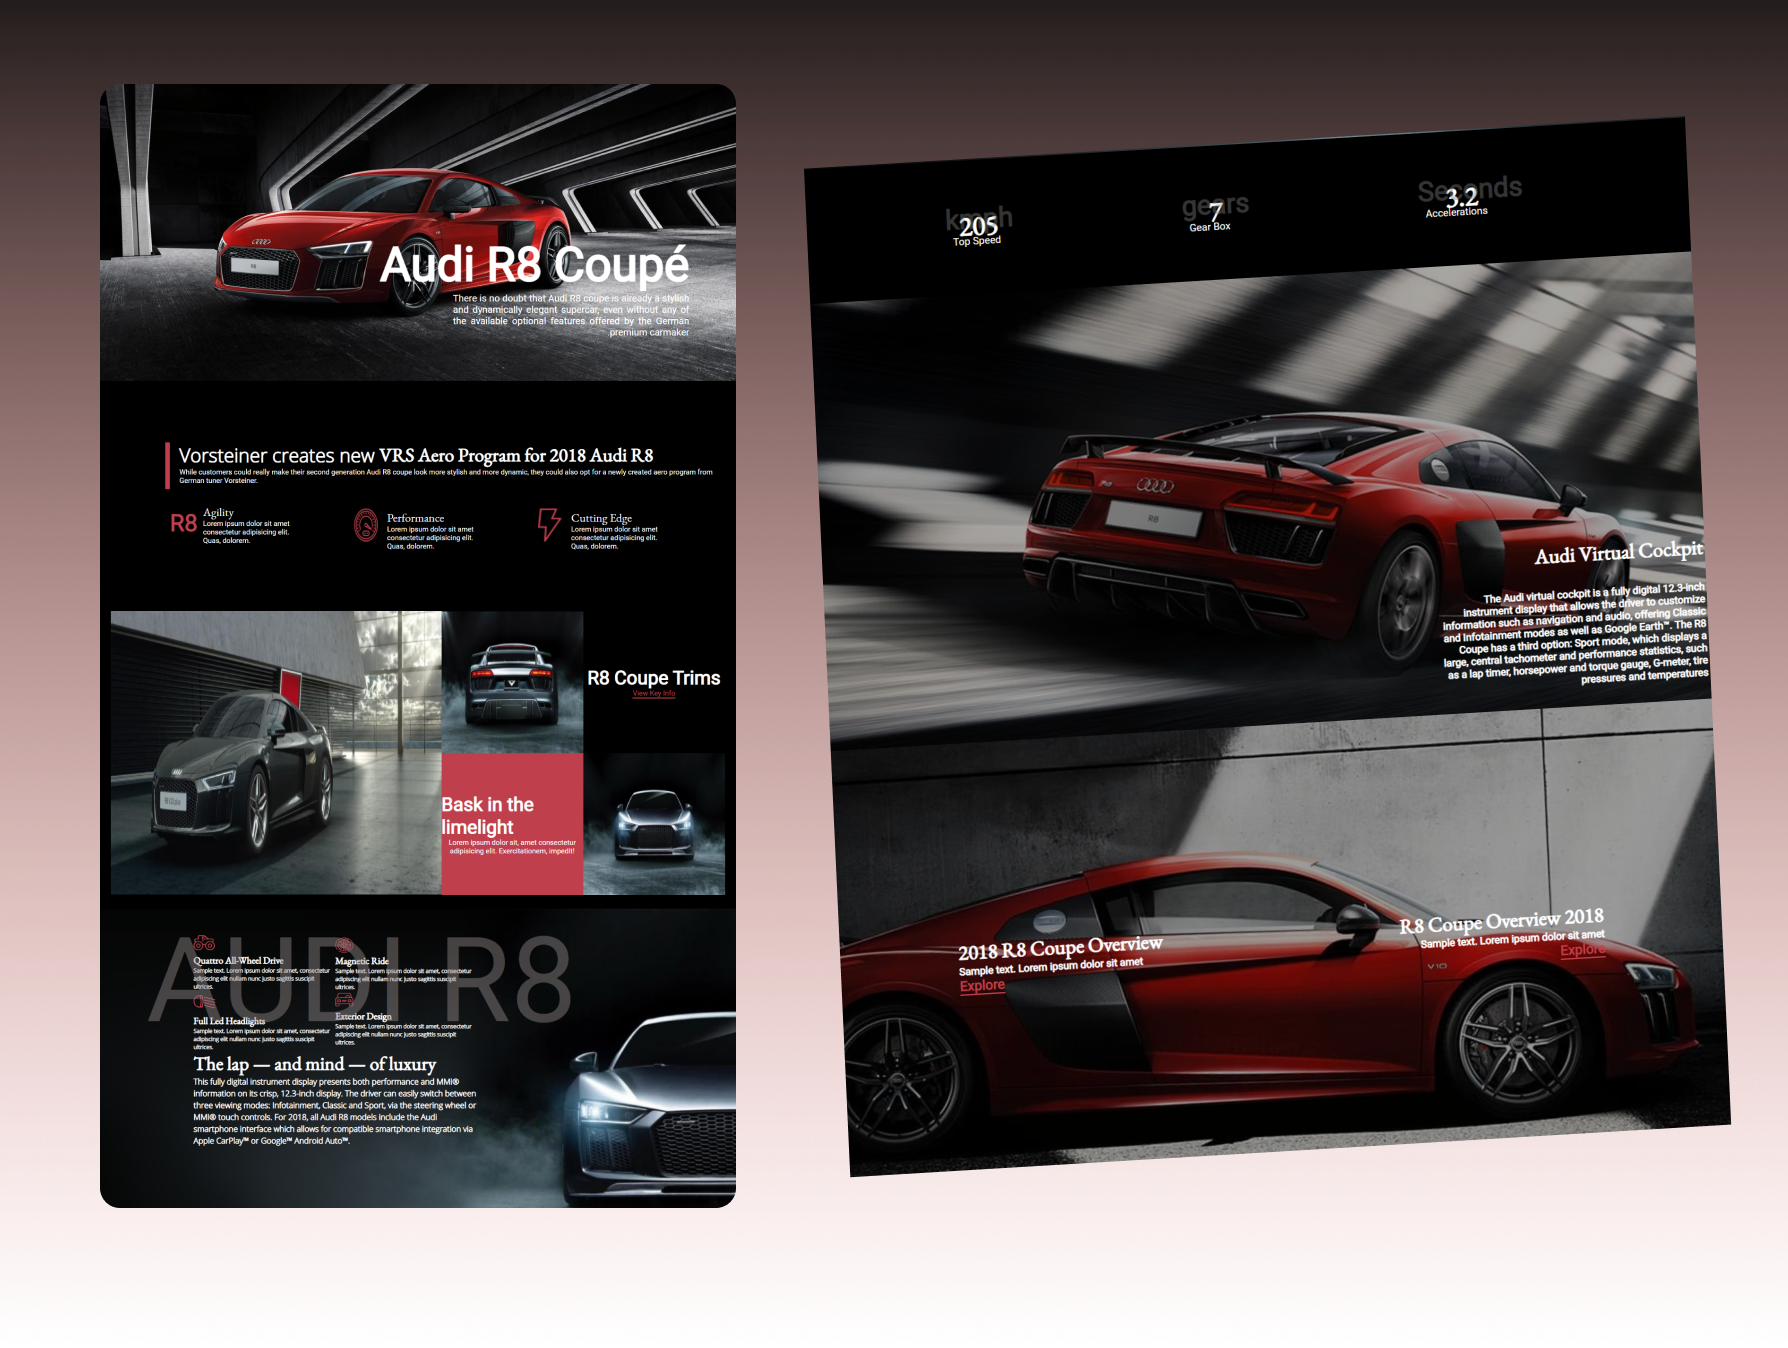 Audi R8 Coupé
There is no doubt that Audi R8 coupe is already a stylish
and dynamically elegant supercar, even without any of
the available optional features offered by the German
.premium carmaker
Vorsteiner creates new VRS Aero Program for 2018 Audi R8
While customers could really make their second generation Audi R8 coupe look more stylish and more dynamic, they could also opt for a newly created aero program from
German tuner Vorsteiner.
R8
Agility
Lorem ipsum dolor sit amet
consectetur adipisicing elit.
Quas, dolorem.
Performance
Lorem ipsum dolor sit amet
consectetur adipisicing elit.
Quas, dolorem.
Cutting Edge
Lorem ipsum dolor sit amet
consectetur adipisicing elit.
Quas, dolorem.
R8 Coupe Trims
View Key Info
Bask in the
limelight
Lorem ipsum dolor sit, amet consectetur
adipisicing elit. Exercitationem, impedit!
AUDI R8
Quattro All-Wheel Drive
Sample text. Lorem ipsum dolor sit amet, consectetur
adipiscing elit nullam nunc justo sagittis suscipit
ultrices.
Magnetic Ride
Sample text. Lorem ipsum dolor sit amet, consectetur
adipiscing elit nullam nunc justo sagittis suscipit
ultrices.
Full Led Headlights
Sample text. Lorem ipsum dolor sit amet, consectetur
adipiscing elit nullam nunc justo sagittis suscipit
ultrices.
Exterior Design
Sample text. Lorem ipsum dolor sit amet, consectetur
adipiscing elit nullam nunc justo sagittis suscipit
ultrices.
The lap — and mind — of luxury
This fully digital instrument display presents both performance and MMI®
information on its crisp, 12.3-inch display. The driver can easily switch between
three viewing modes: Infotainment, Classic and Sport, via the steering wheel or
MMI® touch controls. For 2018, all Audi R8 models include the Audi
smartphone interface which allows for compatible smartphone integration via
Apple CarPlay™ or Google™ Android Auto™.
kmph
205
Top Speed
gears
7
Gear Box
Seconds
3.2
Accelerations
R8
Audi Virtual Cockpit
The Audi virtual cockpit is a fully digital 12.3-inch
instrument display that allows the driver to customize
information such as navigation and audio, offering Classic
and Infotainment modes as well as Google Earth™. The R8
Coupe has a third option: Sport mode, which displays a
large, central tachometer and performance statistics, such
as a lap timer, horsepower and torque gauge, G-meter, tire
pressures and temperatures
2018 R8 Coupe Overview
Sample text. Lorem ipsum dolor sit amet
Explore
R8 Coupe Overview 2018
Sample text. Lorem ipsum dolor sit amet
Explore
V10